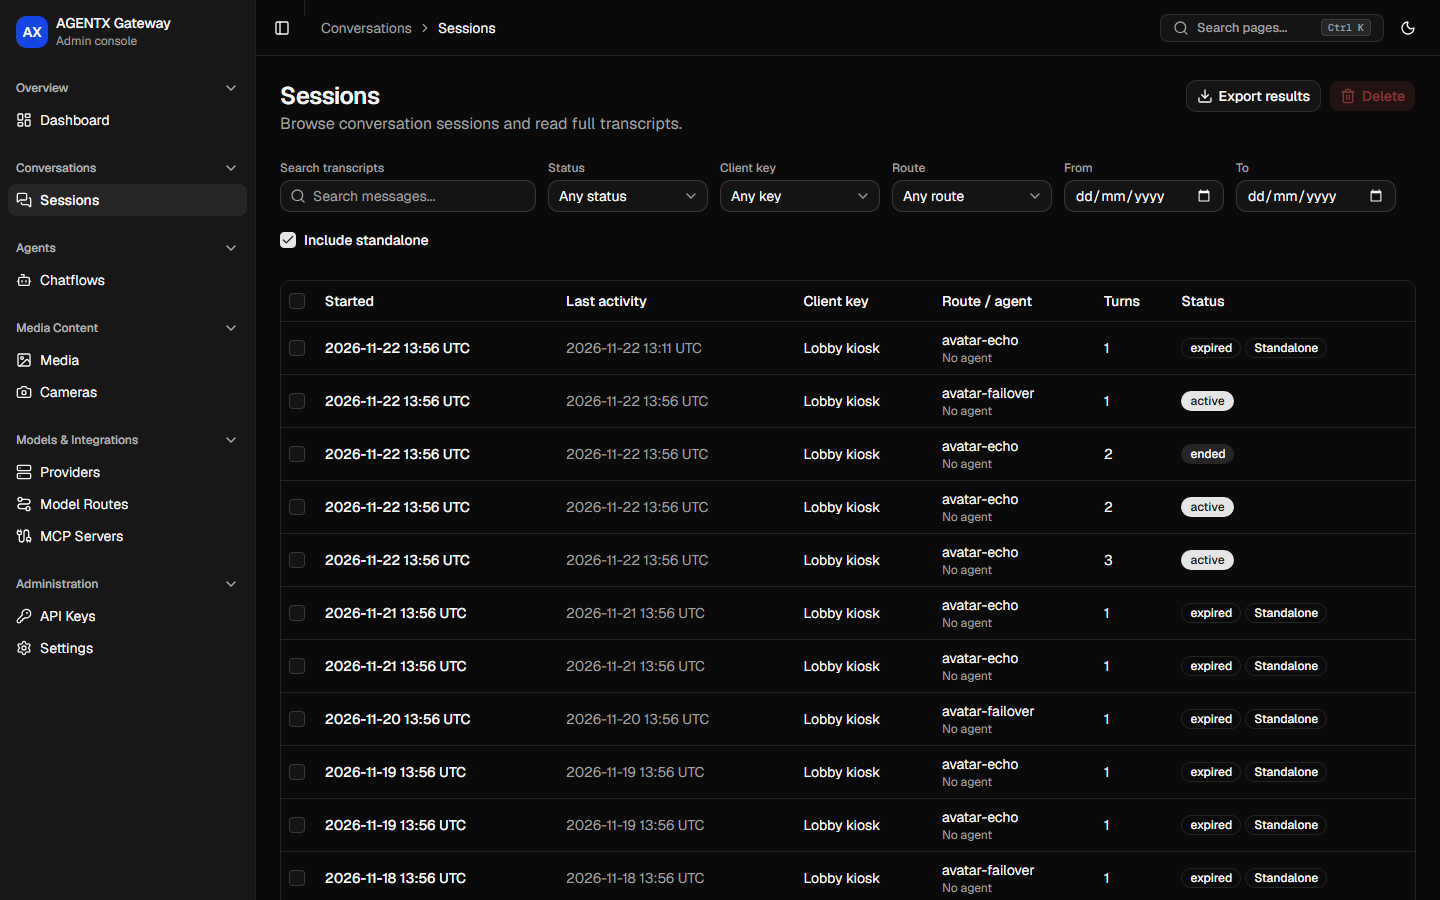 AX
AGENTX Gateway
Admin console
Overview
Dashboard
Conversations
Sessions
Agents
Chatflows
Media Content
Media
Cameras
Models & Integrations
Providers
Model Routes
MCP Servers
Administration
API Keys
Settings
Conversations > Sessions
Search pages... Ctrl K
Sessions
Browse conversation sessions and read full transcripts.
Export results
Delete
Search transcripts Status Client key Route From To
Search messages... Any status Any key Any route dd/mm/yyyy dd/mm/yyyy
Include standalone
Started Last activity Client key Route / agent Turns Status
2026-11-22 13:56 UTC 2026-11-22 13:11 UTC Lobby kiosk avatar-echo 1 expired Standalone
No agent
2026-11-22 13:56 UTC 2026-11-22 13:56 UTC Lobby kiosk avatar-failover 1 active
No agent
2026-11-22 13:56 UTC 2026-11-22 13:56 UTC Lobby kiosk avatar-echo 2 ended
No agent
2026-11-22 13:56 UTC 2026-11-22 13:56 UTC Lobby kiosk avatar-echo 2 active
No agent
2026-11-22 13:56 UTC 2026-11-22 13:56 UTC Lobby kiosk avatar-echo 3 active
No agent
2026-11-21 13:56 UTC 2026-11-21 13:56 UTC Lobby kiosk avatar-echo 1 expired Standalone
No agent
2026-11-21 13:56 UTC 2026-11-21 13:56 UTC Lobby kiosk avatar-echo 1 expired Standalone
No agent
2026-11-20 13:56 UTC 2026-11-20 13:56 UTC Lobby kiosk avatar-failover 1 expired Standalone
No agent
2026-11-19 13:56 UTC 2026-11-19 13:56 UTC Lobby kiosk avatar-echo 1 expired Standalone
No agent
2026-11-19 13:56 UTC 2026-11-19 13:56 UTC Lobby kiosk avatar-echo 1 expired Standalone
No agent
2026-11-18 13:56 UTC 2026-11-18 13:56 UTC Lobby kiosk avatar-failover 1 expired Standalone
No agent